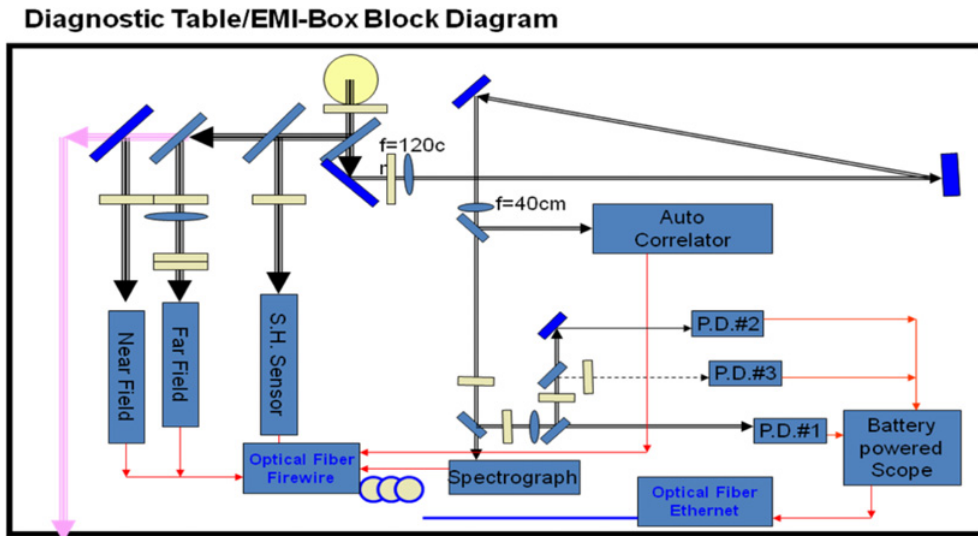 Diagnostic Table/EMI-Box Block Diagram
f=120c
f=40cm
Auto
Correlator
Near Field
Far Field
S.H. Sensor
P.D.#2
P.D.#3
P.D.#1
Battery
powered
Scope
Optical Fiber
Firewire
Spectrograph
Optical Fiber
Ethernet